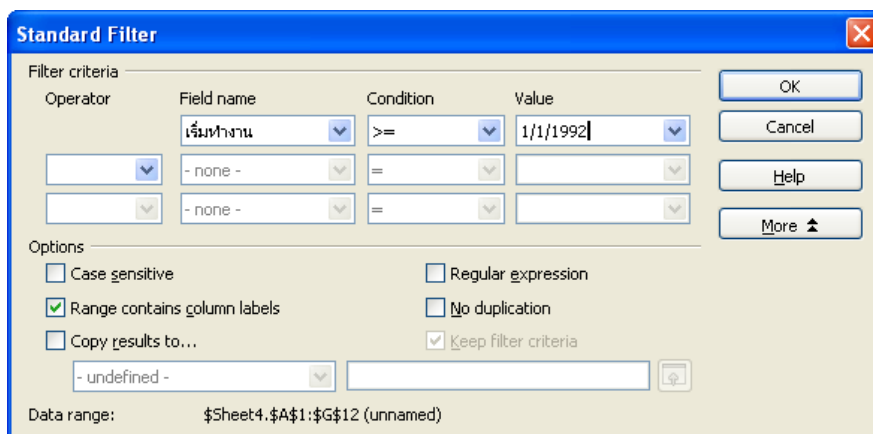 Standard Filter
Filter criteria
Operator Field name Condition Value
เริ่มทำงาน >= 1/1/1992
- none - =
- none - =
OK
Cancel
Help
More
Options
Case sensitive Regular expression
Range contains column labels No duplication
Copy results to... Keep filter criteria
- undefined -
Data range: $Sheet4.$A$1:$G$12 (unnamed)